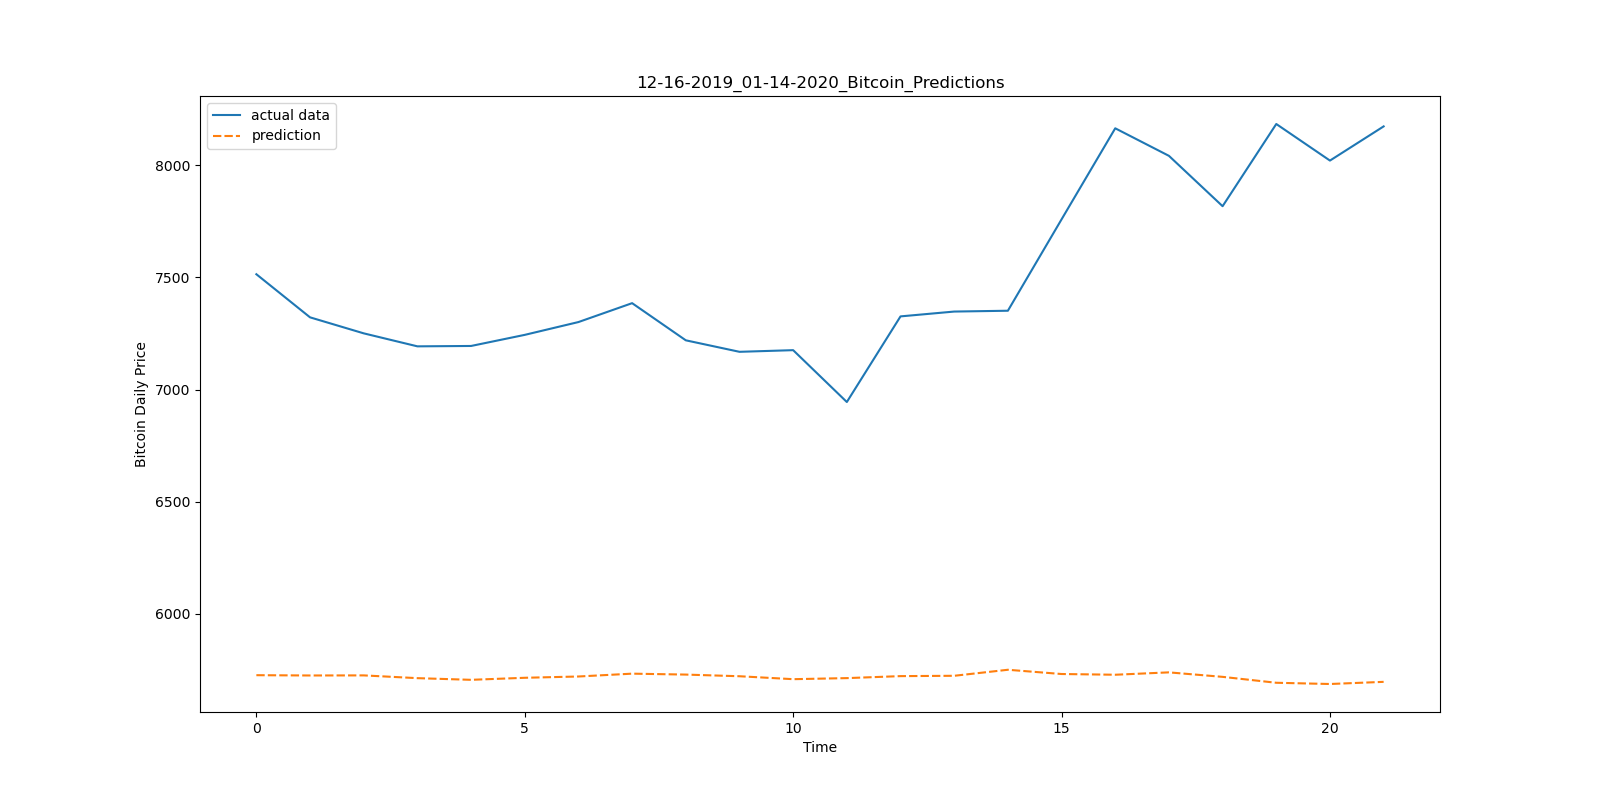 12-16-2019_01-14-2020_Bitcoin_Predictions
actual data
prediction
8000
7500
7000
6500
6000
Bitcoin Daily Price
0 5 10 15 20
Time